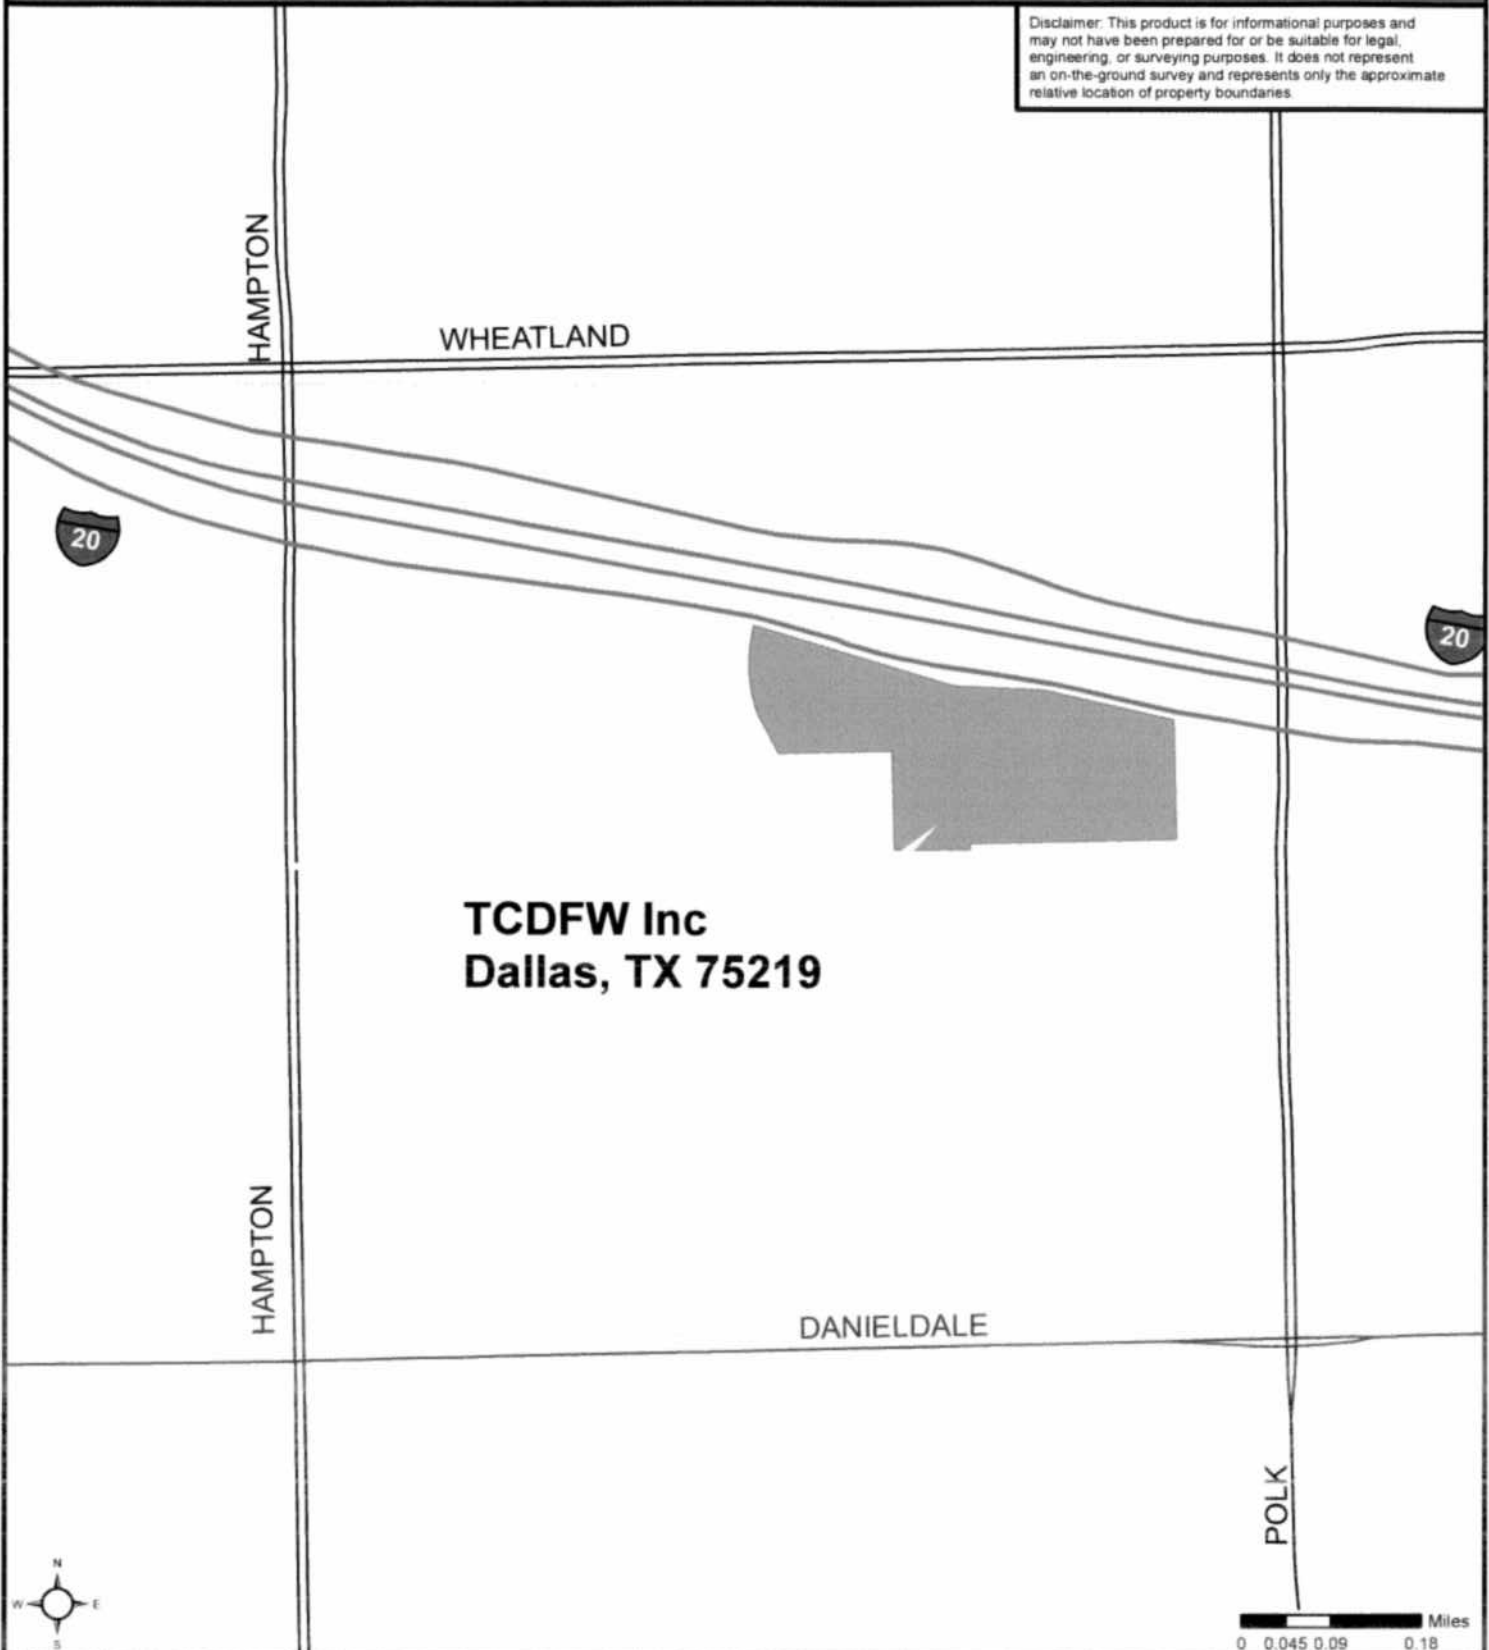 Disclaimer: This product is for informational purposes and
may not have been prepared for or be suitable for legal,
engineering, or surveying purposes. It does not represent
an on-the-ground survey and represents only the approximate
relative location of property boundaries.
HAMPTON
WHEATLAND
20
20
TCDFW Inc
Dallas, TX 75219
HAMPTON
DANIELDALE
POLK
N
W E
S
Miles
0 0.045 0.09 0.18